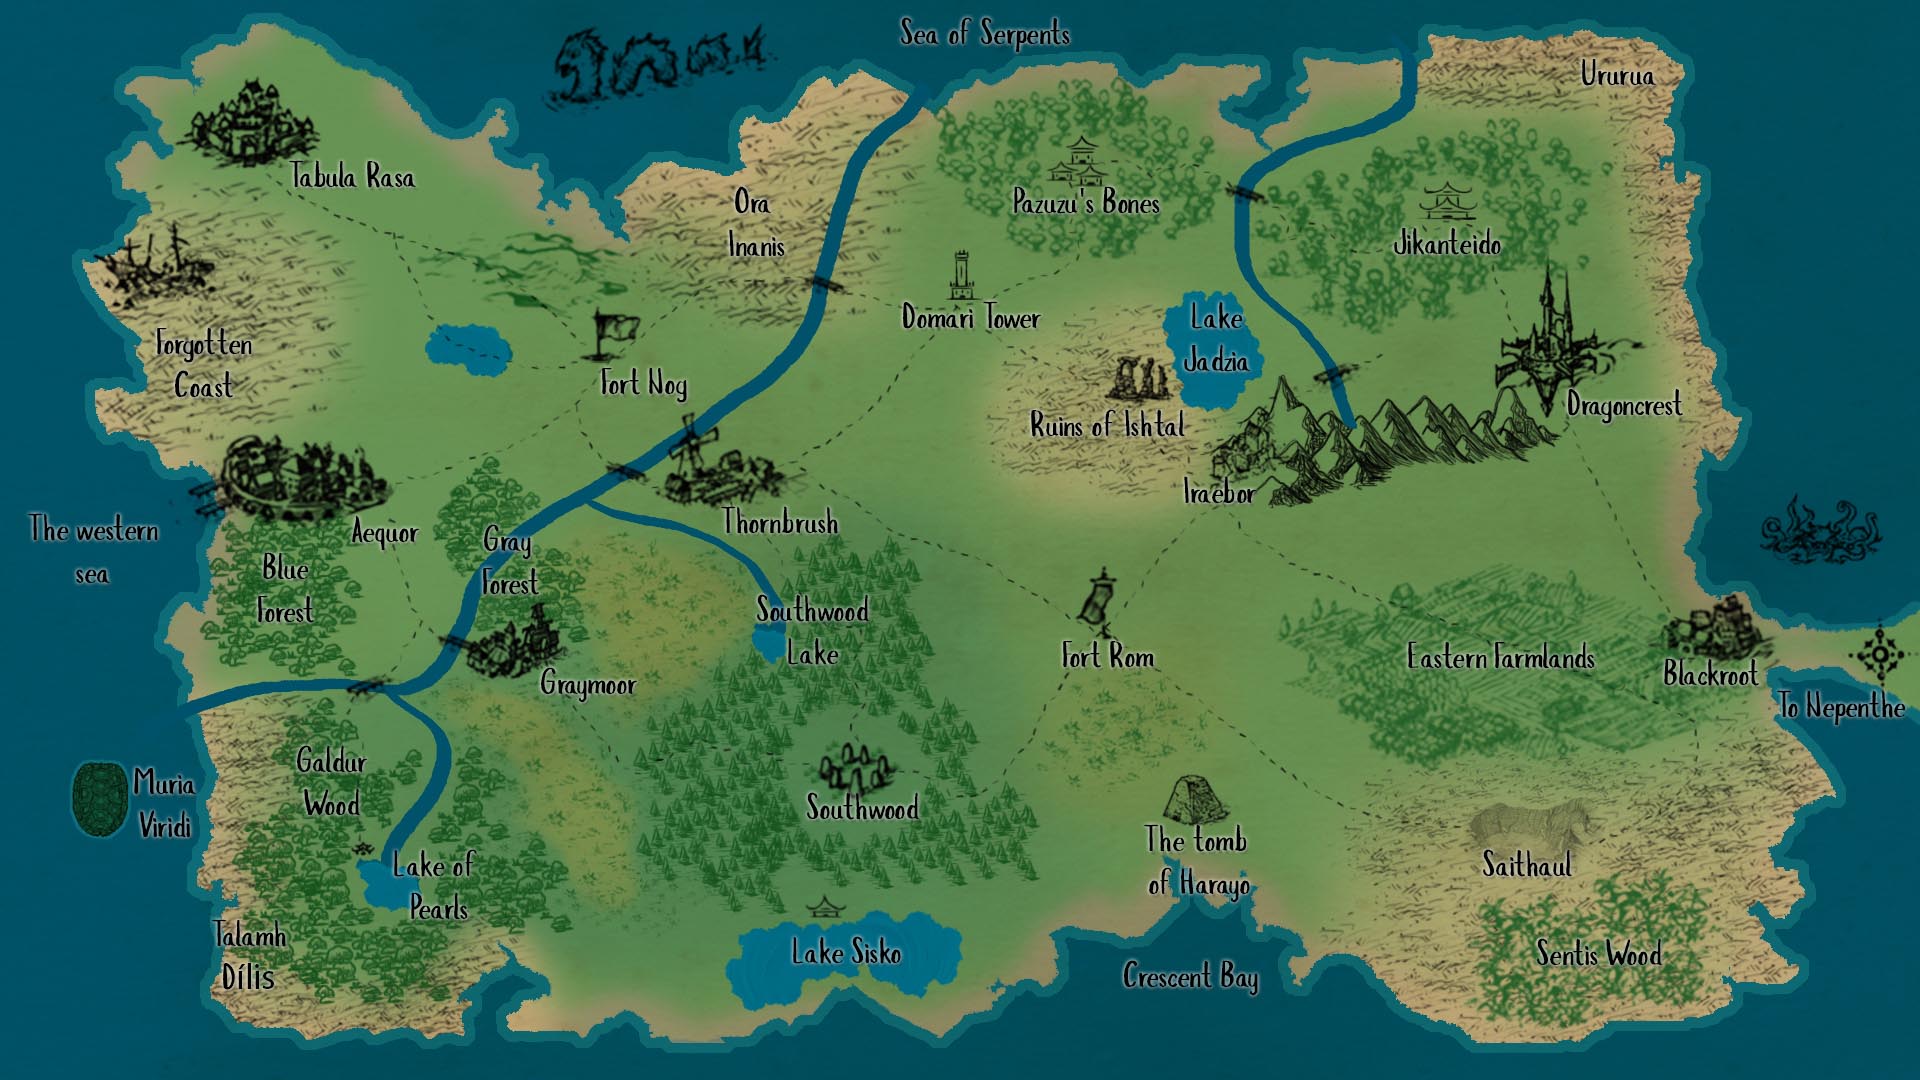 Sea of Serpents
Ururua
Tabula Rasa
Ora
Inanis
Pazuzu's Bones
Jikanteido
Domari Tower
Lake
Jadzia
Forgotten
Coast
Fort Nog
Ruins of Ishtal
Dragoncrest
Iraebor
The western
sea
Aequor
Thornbrush
Gray
Forest
Blue
Forest
Southwood
Lake
Fort Rom
Eastern Farmlands
Blackroot
Graymoor
To Nepenthe
Muria
Viridi
Galdur
Wood
Southwood
The tomb
of Harayo
Saithaul
Lake of
Pearls
Talamh
Dílis
Lake Sisko
Crescent Bay
Sentis Wood